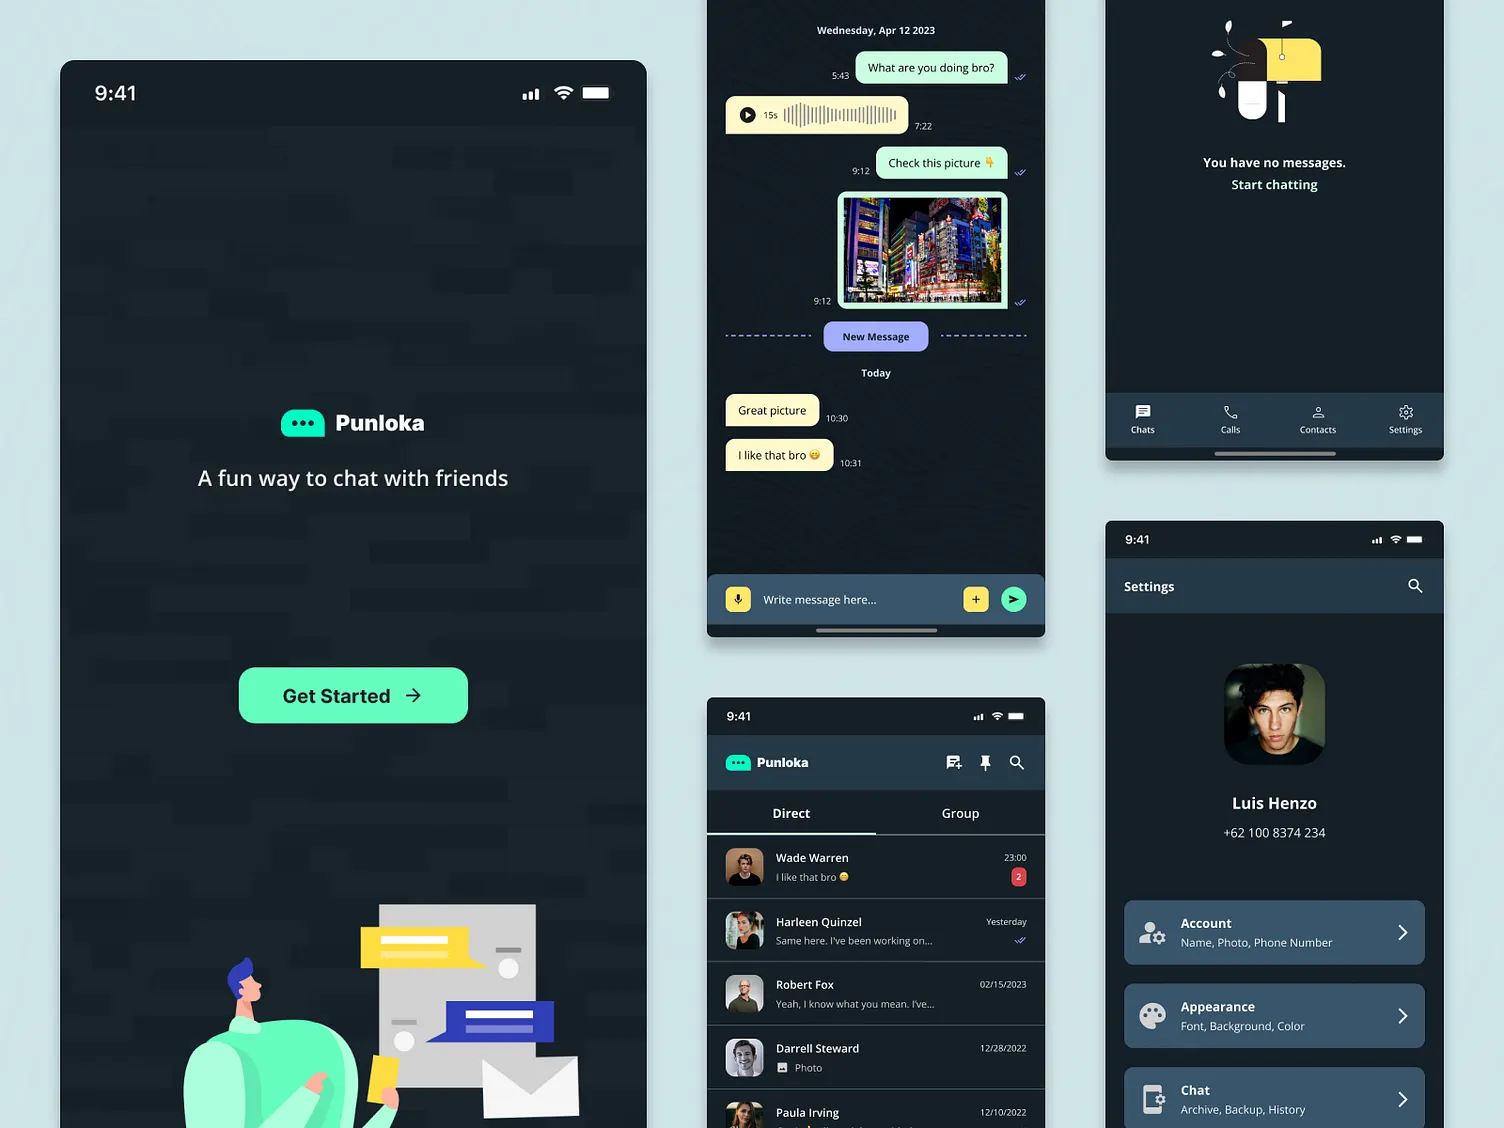 9:41
Punloka
A fun way to chat with friends
Get Started
Wednesday, Apr 12 2023
What are you doing bro?
5:43
15s
7:22
Check this picture 👇
9:12
9:12
New Message
Today
Great picture
10:30
I like that bro 😄
10:31
Write message here...
9:41
Punloka
Direct
Group
Wade Warren
23:00
I like that bro 😄
2
Harleen Quinzel
Yesterday
Same here. I've been working on...
Robert Fox
02/15/2023
Yeah, I know what you mean. I've...
Darrell Steward
12/28/2022
Photo
Paula Irving
12/10/2022
You have no messages.
Start chatting
Chats
Calls
Contacts
Settings
9:41
Settings
Luis Henzo
+62 100 8374 234
Account
Name, Photo, Phone Number
Appearance
Font, Background, Color
Chat
Archive, Backup, History